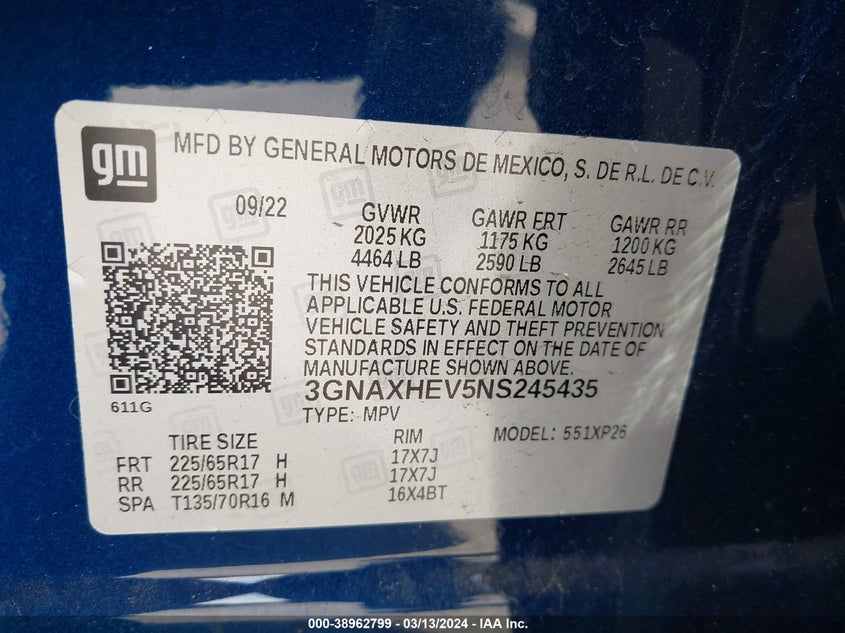 gm
MFD BY GENERAL MOTORS DE MEXICO, S. DE R.L. DE C.V.
09/22
GVWR GAWR FRT GAWR RR
2025 KG 1175 KG 1200 KG
4464 LB 2590 LB 2645 LB
THIS VEHICLE CONFORMS TO ALL
APPLICABLE U.S. FEDERAL MOTOR
VEHICLE SAFETY AND THEFT PREVENTION
STANDARDS IN EFFECT ON THE DATE OF
MANUFACTURE SHOWN ABOVE.
3GNAXHEV5NS245435
611G
TYPE: MPV MODEL: 551XP26
TIRE SIZE RIM
FRT 225/65R17 H 17X7J
RR 225/65R17 H 17X7J
SPA T135/70R16 M 16X4BT
000-38962799 - 03/13/2024 - IAA Inc.